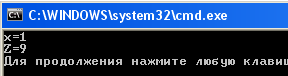 C:\WINDOWS\system32\cmd.exe
x=1
Z=9
Для продолжения нажмите любую клавиш